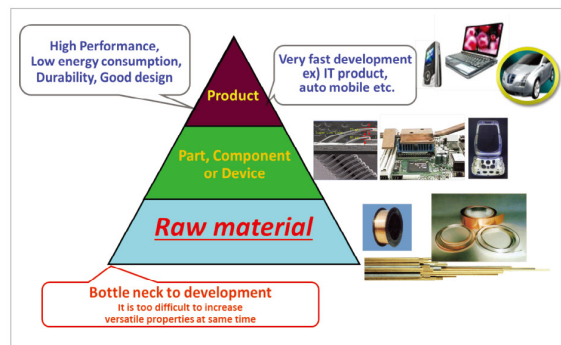 High Performance,
Low energy consumption,
Durability, Good design
Very fast development
ex) IT product,
auto mobile etc.
Product
Part, Component
or Device
Raw material
Bottle neck to development
It is too difficult to increase
versatile properties at same time